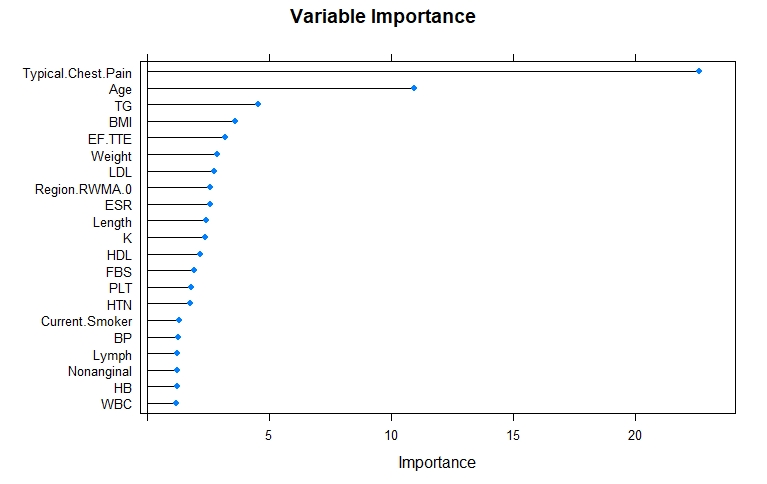 Variable Importance
Typical.Chest.Pain
Age
TG
BMI
EF.TTE
Weight
LDL
Region.RWMA.0
ESR
Length
K
HDL
FBS
PLT
HTN
Current.Smoker
BP
Lymph
Nonanginal
HB
WBC
5 10 15 20
Importance